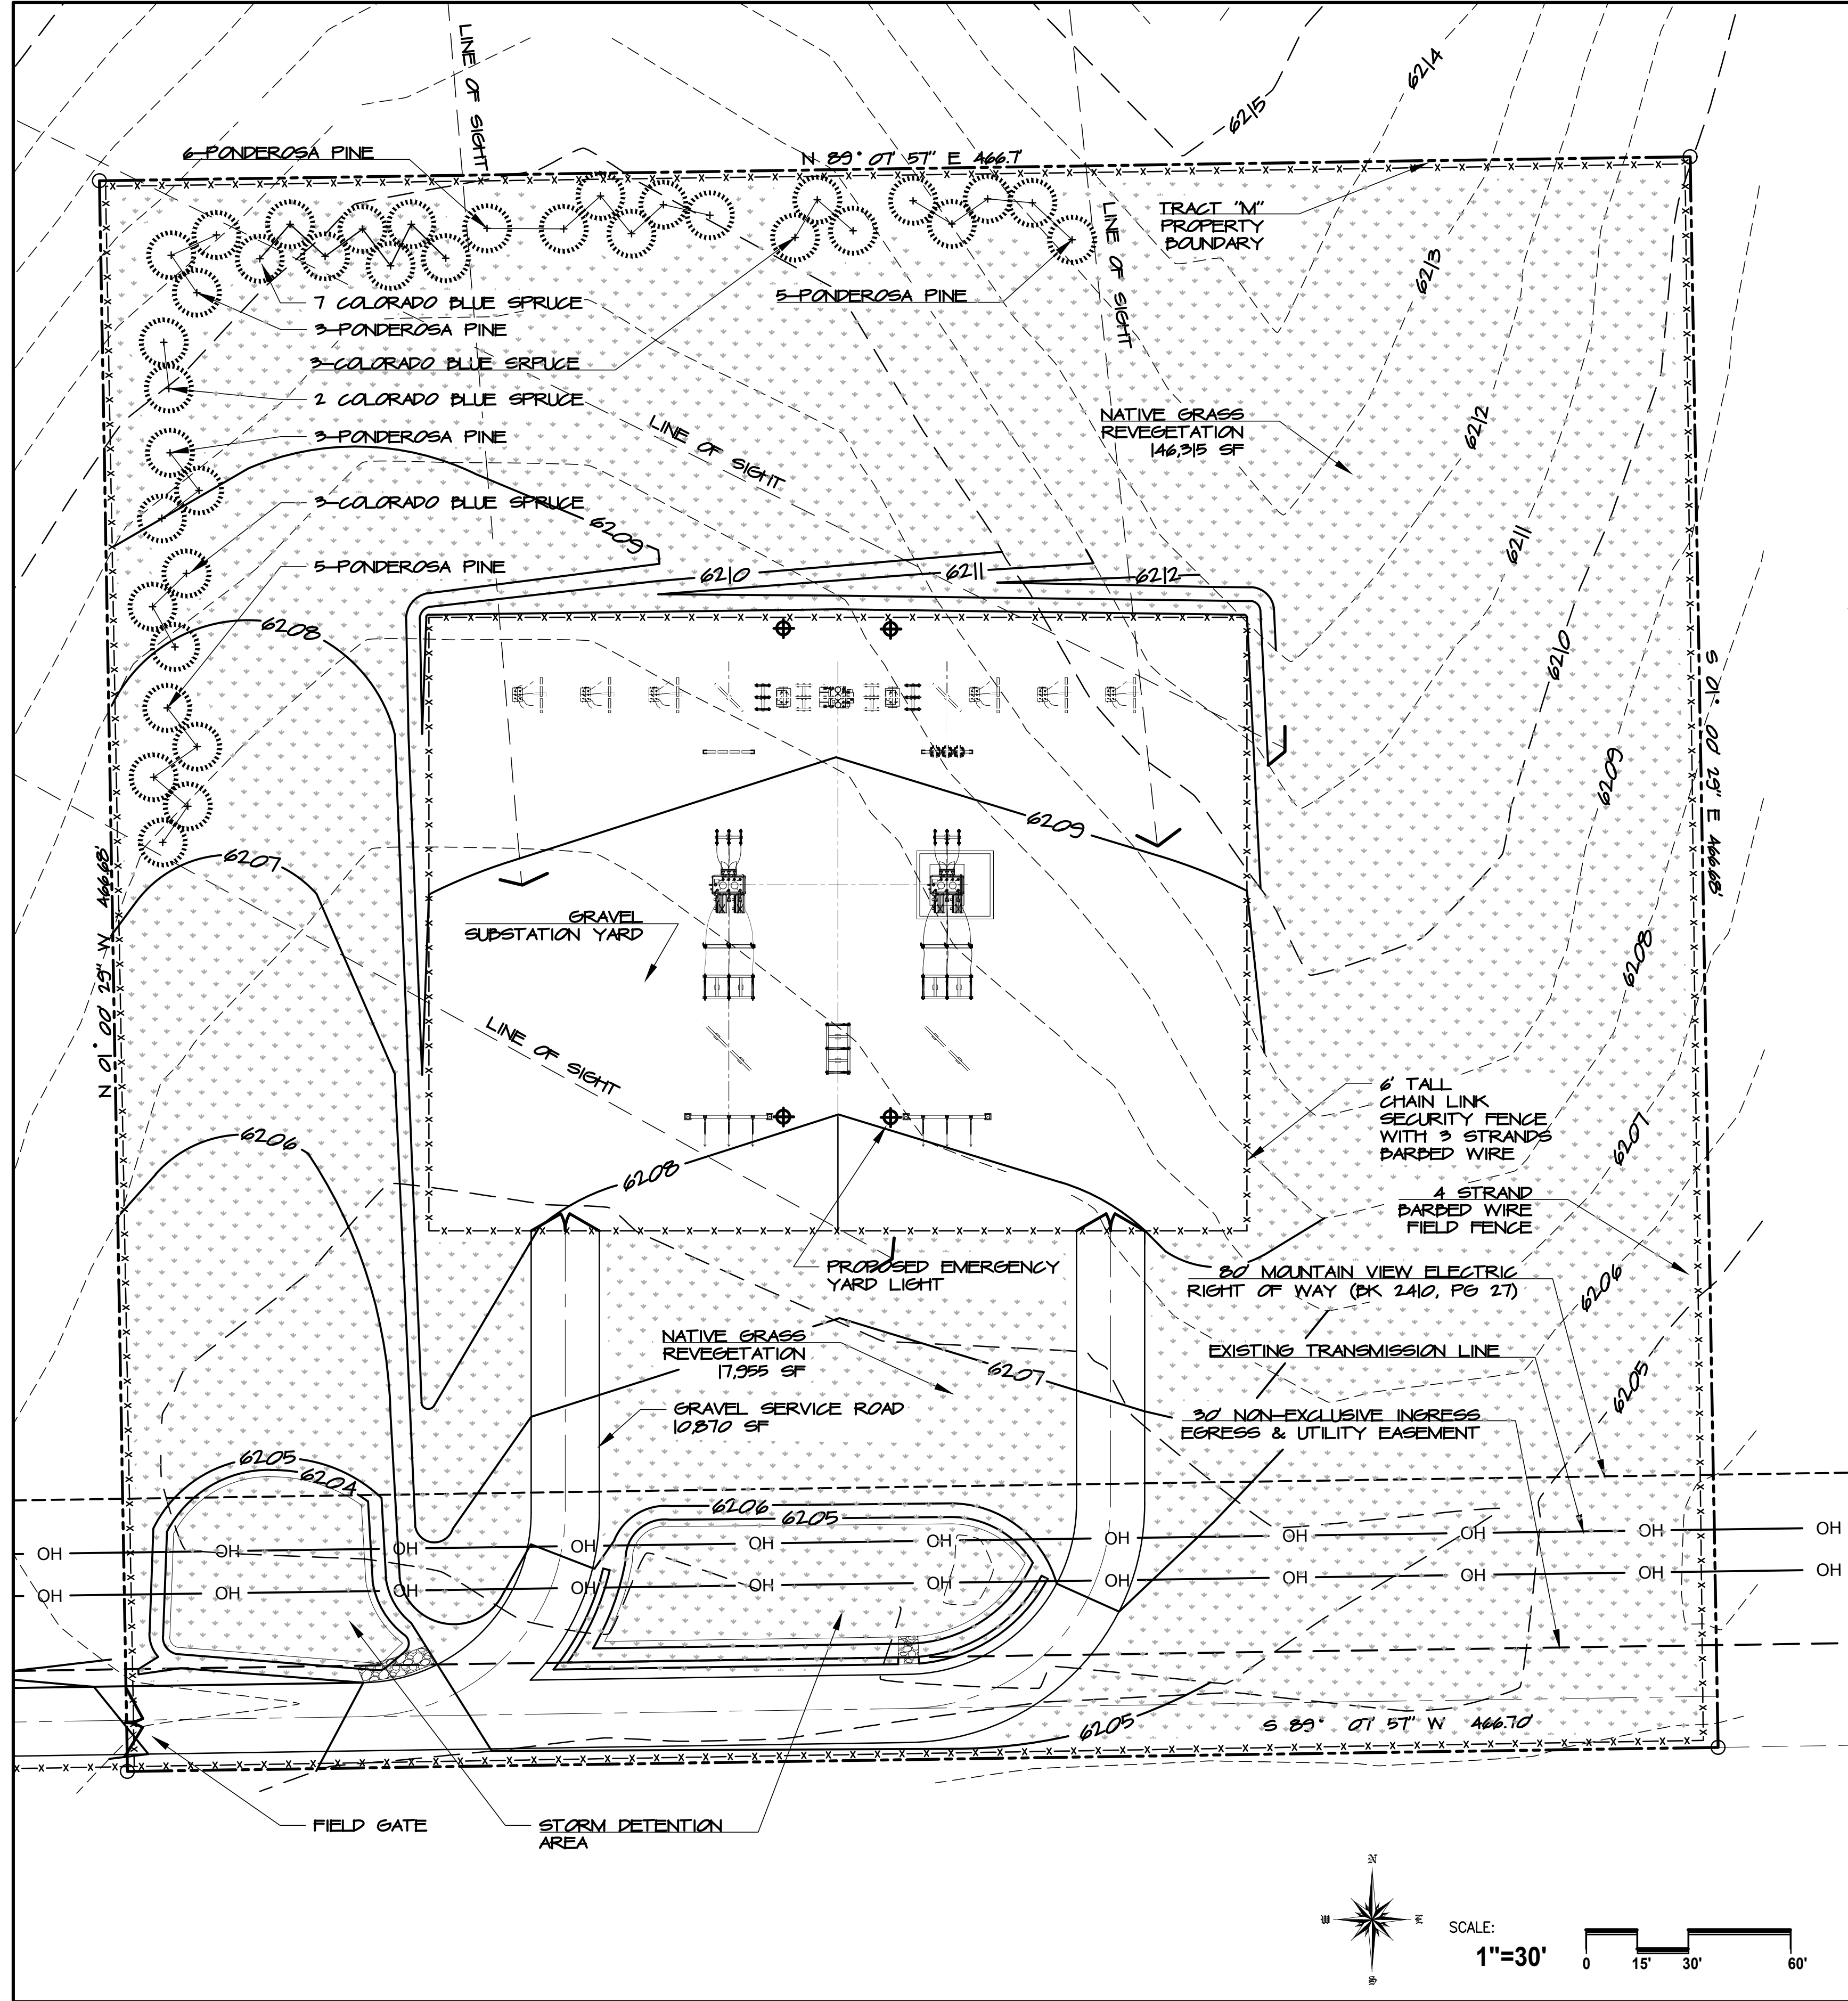 LINE OF SIGHT
6214
6215
6-PONDEROSA PINE
N 89° 07' 57" E 466.7'
TRACT "M"
PROPERTY
BOUNDARY
LINE OF SIGHT
6213
7 COLORADO BLUE SPRUCE
5-PONDEROSA PINE
3-PONDEROSA PINE
3-COLORADO BLUE SRPUCE
2 COLORADO BLUE SPRUCE
NATIVE GRASS
REVEGETATION
146,315 SF
6212
3-PONDEROSA PINE
LINE OF SIGHT
3-COLORADO BLUE SPRUCE
6209
6211
5-PONDEROSA PINE
6210
6211
6212
6208
6210
S 01° 00' 29" E 466.68'
6209
6209
6207
N 01° 00' 29" W 466.68'
GRAVEL
SUBSTATION YARD
6208
LINE OF SIGHT
6' TALL
CHAIN LINK
SECURITY FENCE
WITH 3 STRANDS
BARBED WIRE
6207
6206
6208
4 STRAND
BARBED WIRE
FIELD FENCE
PROPOSED EMERGENCY
YARD LIGHT
80' MOUNTAIN VIEW ELECTRIC
RIGHT OF WAY (BK 2410, PG 27)
6206
NATIVE GRASS
REVEGETATION
17,955 SF
EXISTING TRANSMISSION LINE
6207
6205
GRAVEL SERVICE ROAD
10,870 SF
30' NON-EXCLUSIVE INGRESS
EGRESS & UTILITY EASEMENT
6205
6204
6206
6205
OH OH OH OH OH OH OH OH OH OH OH
OH OH OH OH OH OH OH OH OH OH OH
6205
S 89° 07' 57" W 466.70'
FIELD GATE
STORM DETENTION
AREA
N
W E
S
SCALE:
1"=30'
0 15' 30' 60'